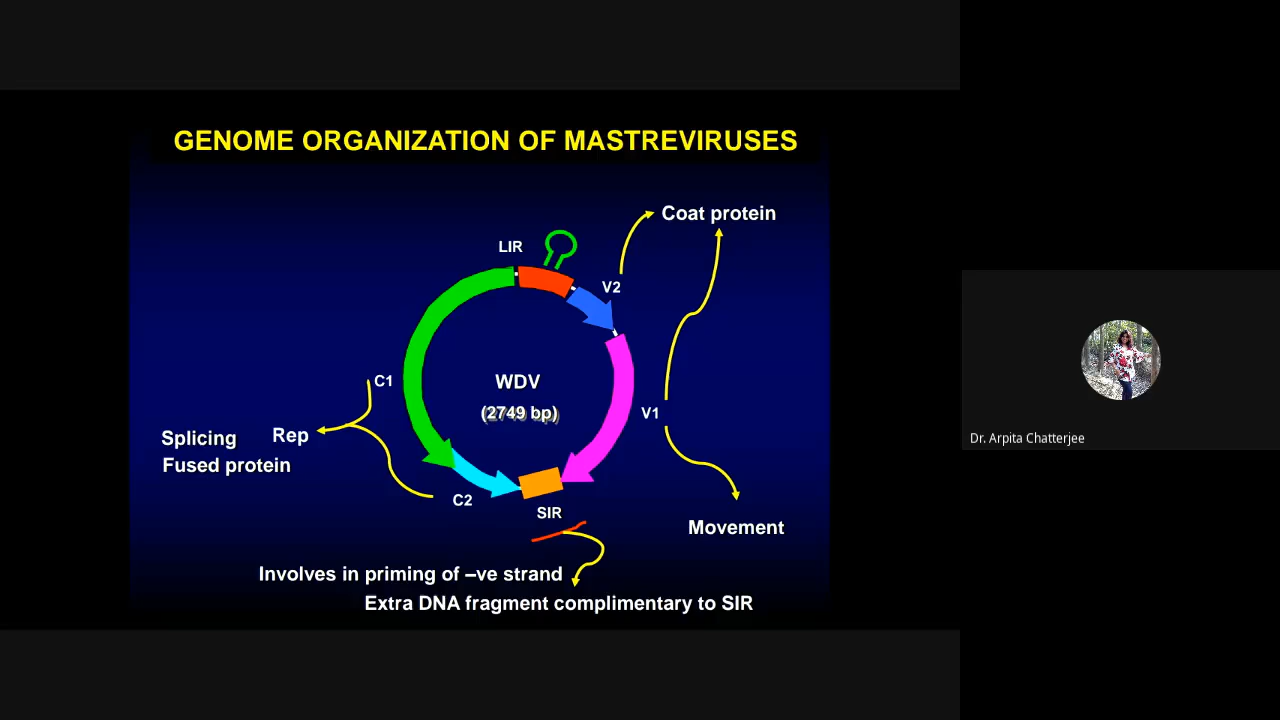 GENOME ORGANIZATION OF MASTREVIRUSES
Coat protein
LIR
V2
C1
WDV
(2749 bp)
V1
Splicing Rep
Fused protein
C2
SIR
Movement
Involves in priming of –ve strand
Extra DNA fragment complimentary to SIR
Dr. Arpita Chatterjee